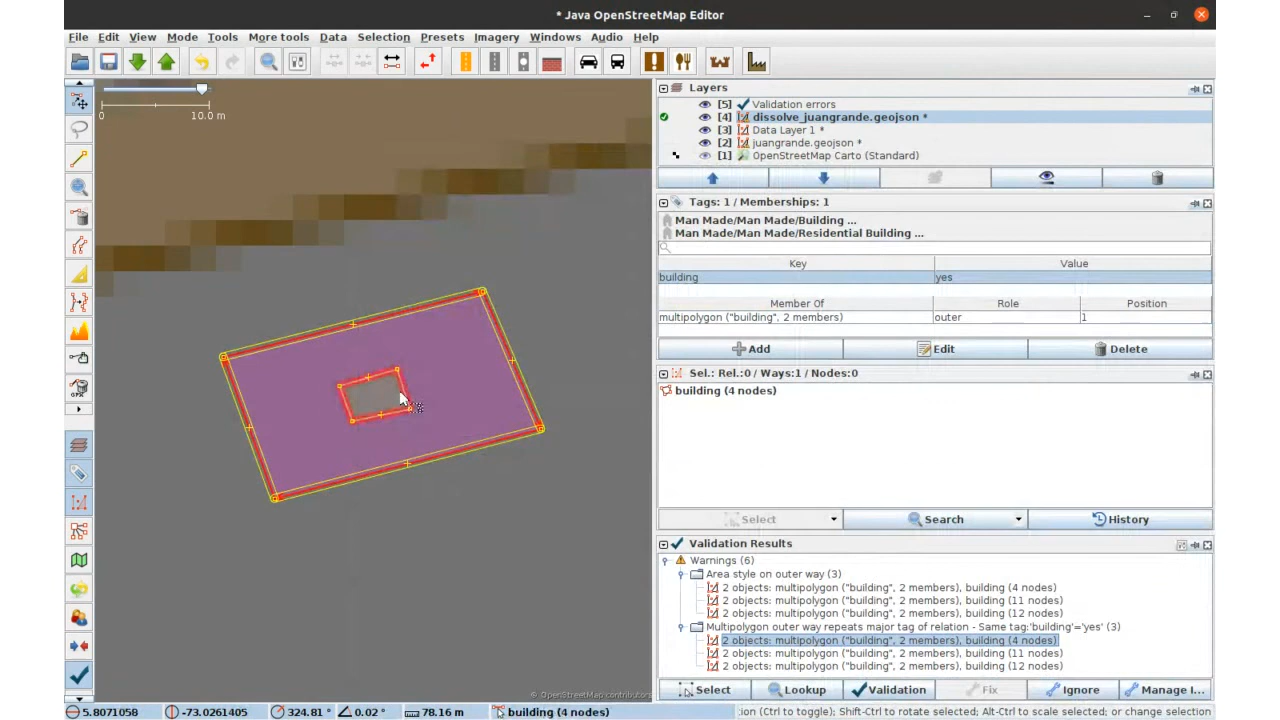 * Java OpenStreetMap Editor
File Edit View Mode Tools More tools Data Selection Presets Imagery Windows Audio Help
0 10.0 m
Layers
[5] Validation errors
[4] dissolve_juangrande.geojson *
[3] Data Layer 1 *
[2] juangrande.geojson *
[1] OpenStreetMap Carto (Standard)
Tags: 1 / Memberships: 1
Man Made/Man Made/Building ...
Man Made/Man Made/Residential Building ...
Key Value
building yes
Member Of Role Position
multipolygon ("building", 2 members) outer 1
Add Edit Delete
Sel.: Rel.:0 / Ways:1 / Nodes:0
building (4 nodes)
Select Search History
Validation Results
Warnings (6)
Area style on outer way (3)
2 objects: multipolygon ("building", 2 members), building (4 nodes)
2 objects: multipolygon ("building", 2 members), building (11 nodes)
2 objects: multipolygon ("building", 2 members), building (12 nodes)
Multipolygon outer way repeats major tag of relation - Same tag:'building'='yes' (3)
2 objects: multipolygon ("building", 2 members), building (4 nodes)
2 objects: multipolygon ("building", 2 members), building (11 nodes)
2 objects: multipolygon ("building", 2 members), building (12 nodes)
© OpenStreetMap contributors
Select Lookup Validation Fix Ignore Manage I...
5.8071058 -73.0261405 324.81 ° 0.02 ° 78.16 m building (4 nodes) :ion (Ctrl to toggle); Shift-Ctrl to rotate selected; Alt-Ctrl to scale selected; or change selection